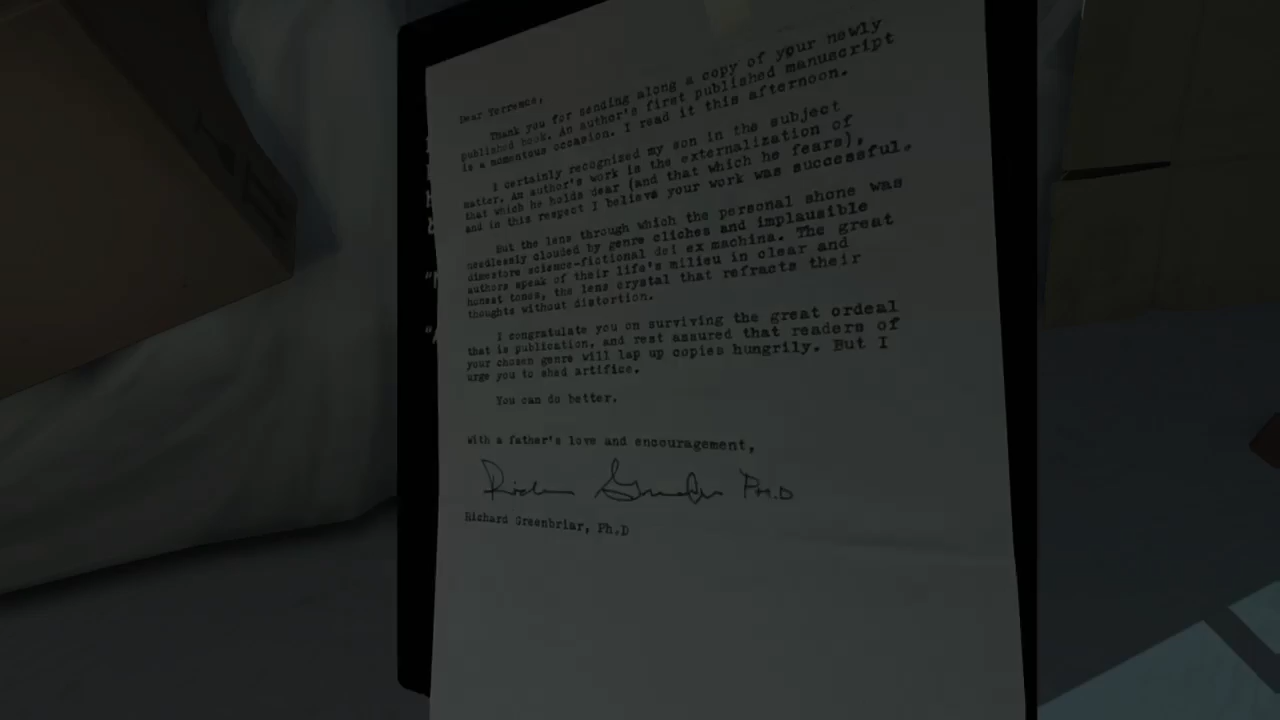 Dear Terrence,
Thank you for sending along a copy of your newly
published book. An author's first published manuscript
is a momentous occasion. I read it this afternoon.
I certainly recognized my son in the subject
matter. An author's work is the externalization of
that which he holds dear (and that which he fears),
and in this respect I believe your work was successful.
But the lens through which the personal shone was
needlessly clouded by genre cliches and implausible
dimestore science-fictional dei ex machina. The great
authors speak of their life's milieu in clear and
honest tones, the lens crystal that refracts their
thoughts without distortion.
I congratulate you on surviving the great ordeal
that is publication, and rest assured that readers of
your chosen genre will lap up copies hungrily. But I
urge you to shed artifice.
You can do better.
With a father's love and encouragement,
Richard Greenbriar PH.D
Richard Greenbriar, Ph.D